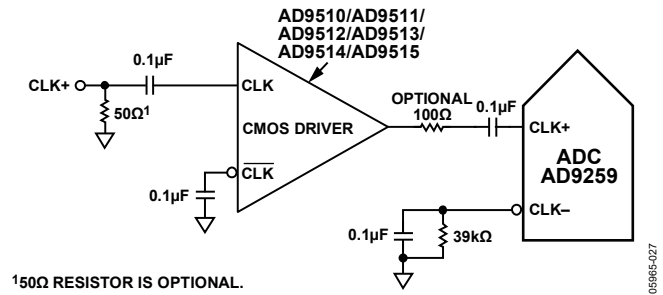 AD9510/AD9511/
AD9512/AD9513/
AD9514/AD9515
0.1µF
CLK+
50Ω¹
CLK
CMOS DRIVER
CLK
0.1µF
OPTIONAL
100Ω
0.1µF
CLK+
ADC
AD9259
CLK–
0.1µF
39kΩ
¹50Ω RESISTOR IS OPTIONAL.
05965-027